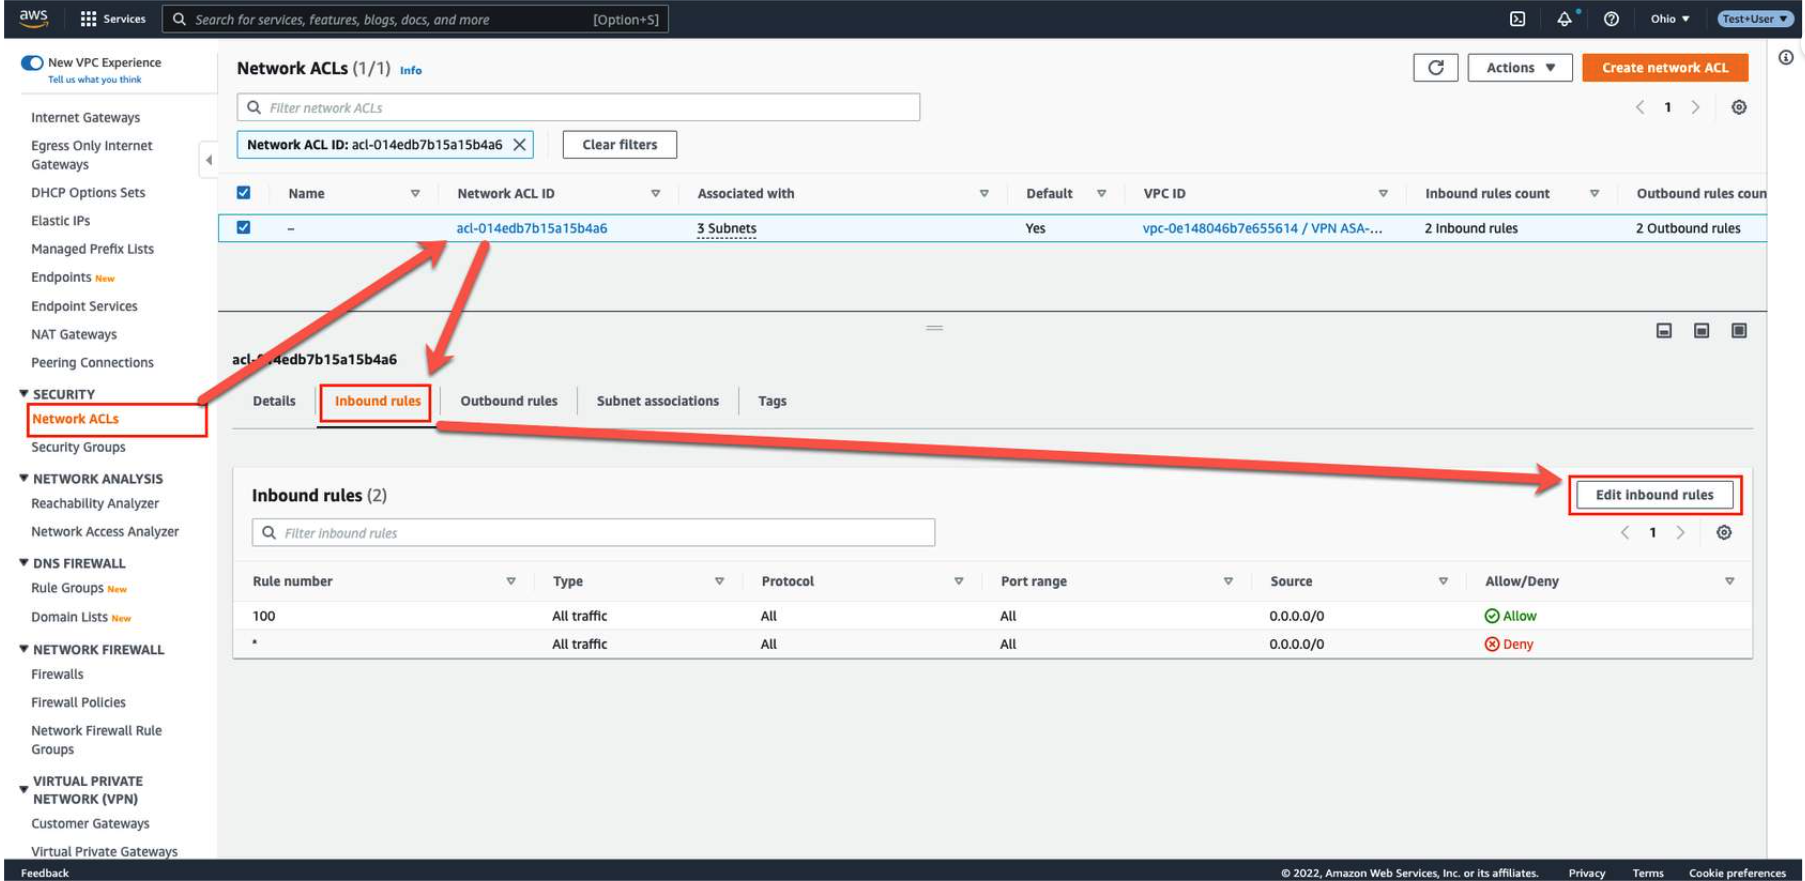 aws
Services
Search for services, features, blogs, docs, and more
[Option+S]
Ohio ▼
Test+User ▼
New VPC Experience
Tell us what you think
Internet Gateways
Egress Only Internet
Gateways
DHCP Options Sets
Elastic IPs
Managed Prefix Lists
Endpoints New
Endpoint Services
NAT Gateways
Peering Connections
▼ SECURITY
Network ACLs
Security Groups
▼ NETWORK ANALYSIS
Reachability Analyzer
Network Access Analyzer
▼ DNS FIREWALL
Rule Groups New
Domain Lists New
▼ NETWORK FIREWALL
Firewalls
Firewall Policies
Network Firewall Rule
Groups
▼ VIRTUAL PRIVATE
NETWORK (VPN)
Customer Gateways
Virtual Private Gateways
Network ACLs (1/1) Info
Actions ▼
Create network ACL
Filter network ACLs
< 1 >
Network ACL ID: acl-014edb7b15a15b4a6 ×
Clear filters
Name Network ACL ID Associated with Default VPC ID Inbound rules count Outbound rules coun
– acl-014edb7b15a15b4a6 3 Subnets Yes vpc-0e148046b7e655614 / VPN ASA-... 2 Inbound rules 2 Outbound rules
acl-014edb7b15a15b4a6
Details Inbound rules Outbound rules Subnet associations Tags
Inbound rules (2)
Edit inbound rules
Filter inbound rules
< 1 >
Rule number Type Protocol Port range Source Allow/Deny
100 All traffic All All 0.0.0.0/0 Allow
* All traffic All All 0.0.0.0/0 Deny
Feedback
© 2022, Amazon Web Services, Inc. or its affiliates.
Privacy Terms Cookie preferences